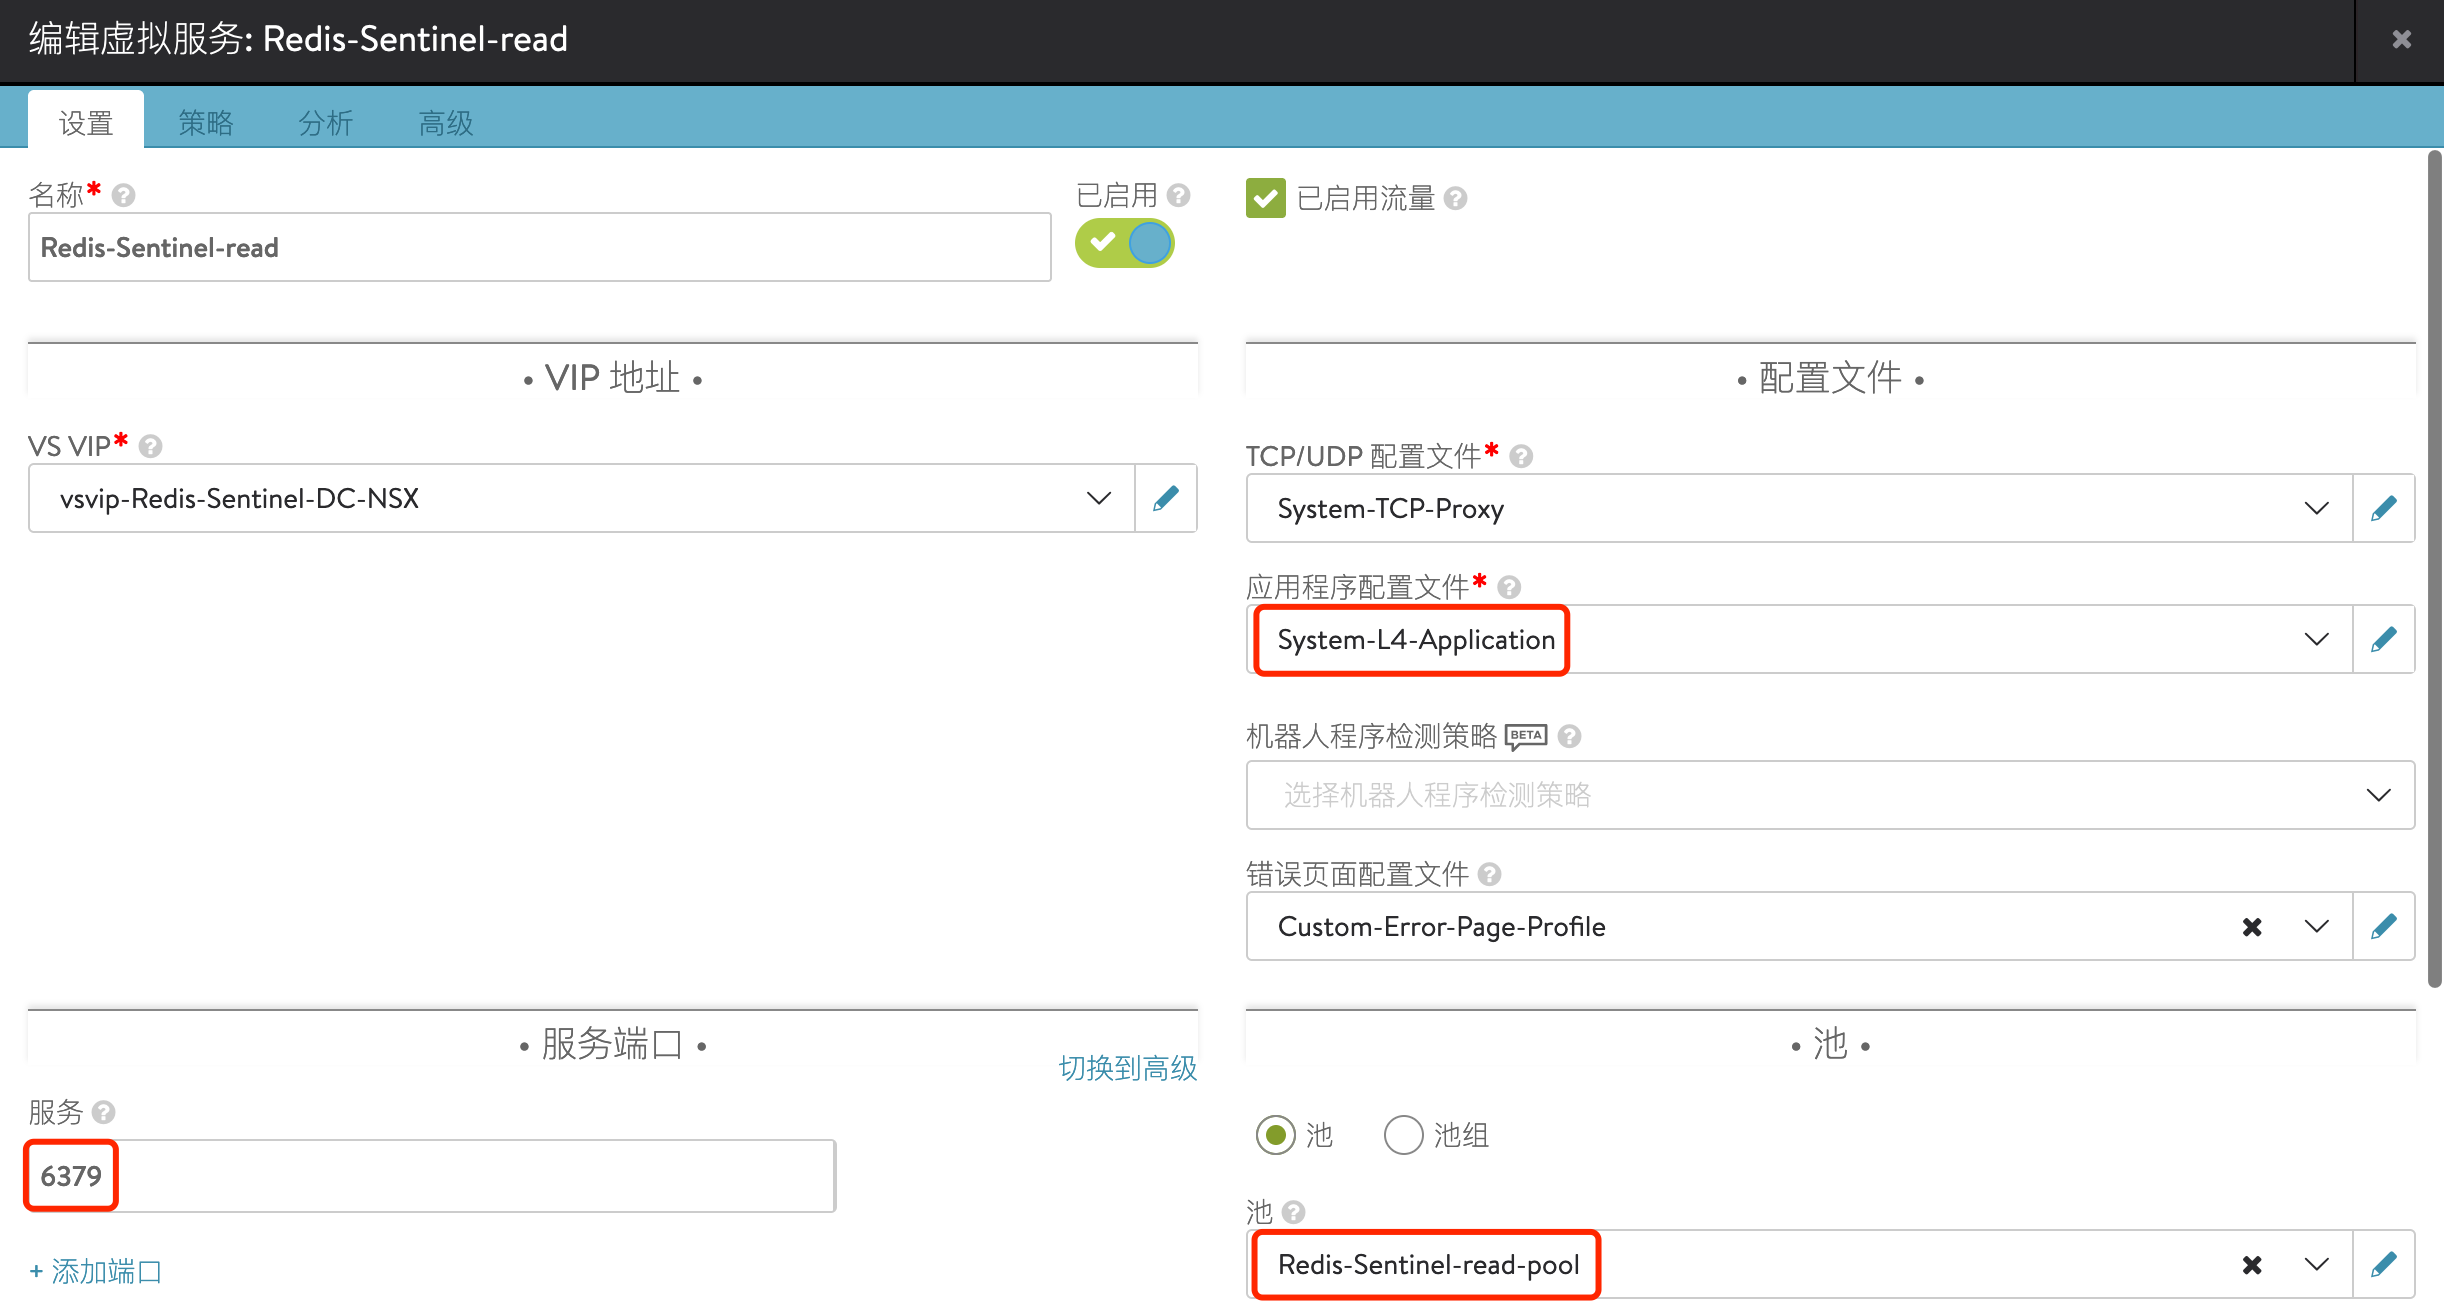 编辑虚拟服务: Redis-Sentinel-read
设置 策略 分析 高级
名称*
Redis-Sentinel-read
已启用
已启用流量
• VIP 地址 •
VS VIP*
vsvip-Redis-Sentinel-DC-NSX
• 配置文件 •
TCP/UDP 配置文件*
System-TCP-Proxy
应用程序配置文件*
System-L4-Application
机器人程序检测策略 BETA
选择机器人程序检测策略
错误页面配置文件
Custom-Error-Page-Profile
• 服务端口 •
切换到高级
服务
6379
+ 添加端口
• 池 •
池 池组
池
Redis-Sentinel-read-pool